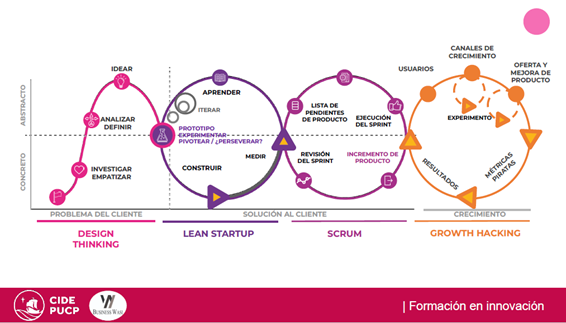 IDEAR
ANALIZAR
DEFINIR
INVESTIGAR
EMPATIZAR
ABSTRACTO
CONCRETO
APRENDER
ITERAR
PROTOTIPO
EXPERIMENTAR
PIVOTEAR / ¿PERSEVERAR?
MEDIR
CONSTRUIR
LISTA DE
PENDIENTES
DE PRODUCTO
EJECUCIÓN
DEL SPRINT
REVISIÓN
DEL SPRINT
INCREMENTO DE
PRODUCTO
USUARIOS
CANALES DE
CRECIMIENTO
OFERTA Y
MEJORA DE
PRODUCTO
EXPERIMENTO
RESULTADOS
MÉTRICAS
PIRATAS
PROBLEMA DEL CLIENTE
SOLUCIÓN AL CLIENTE
CRECIMIENTO
DESIGN
THINKING
LEAN STARTUP
SCRUM
GROWTH HACKING
CIDE
PUCP
W
BUSINESS WASI
| Formación en innovación